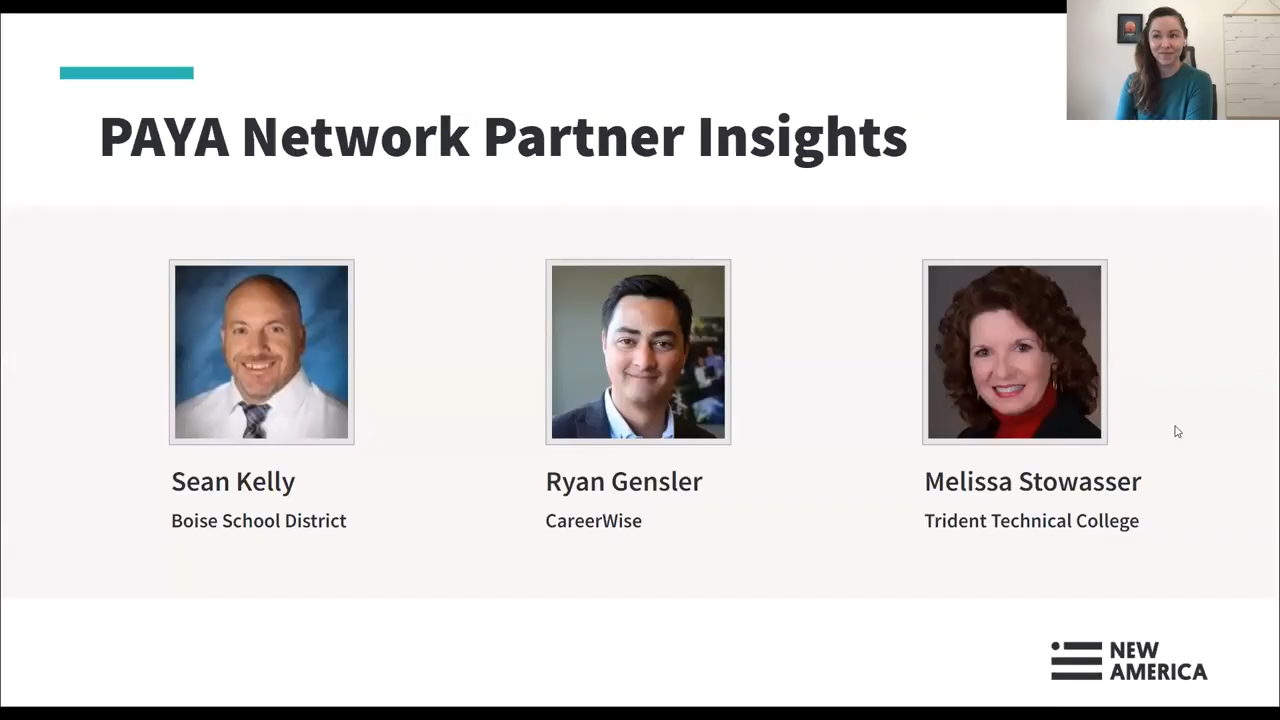 PAYA Network Partner Insights
Sean Kelly
Boise School District
Ryan Gensler
CareerWise
Melissa Stowasser
Trident Technical College
NEW
AMERICA